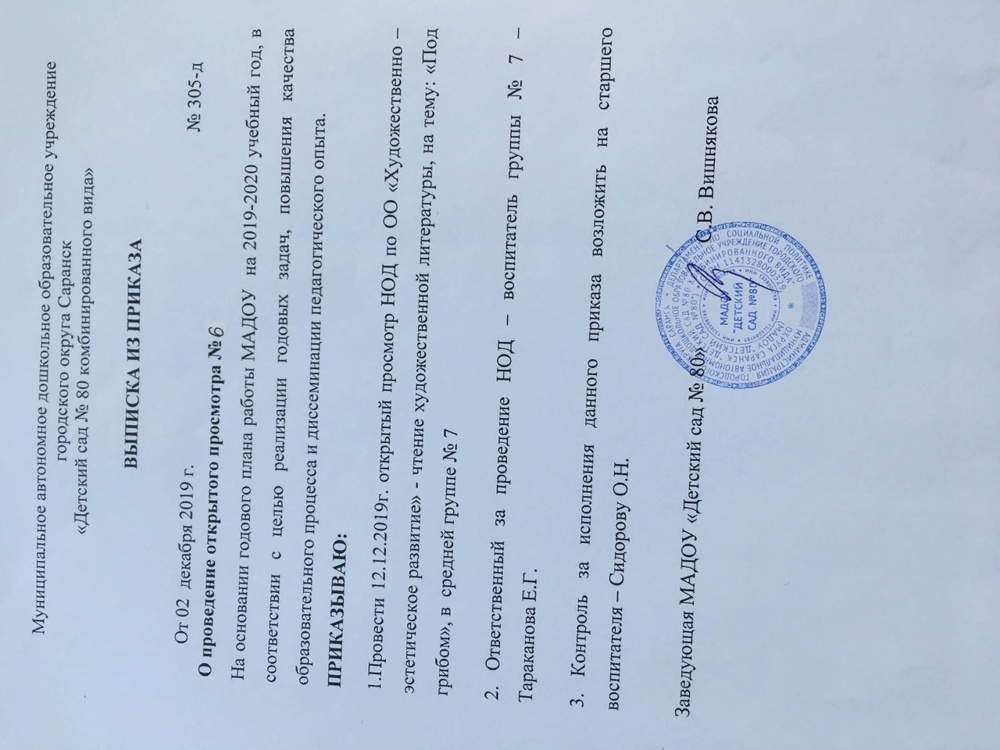 Муниципальное автономное дошкольное образовательное учреждение
городского округа Саранск
«Детский сад № 80 комбинированного вида»
ВЫПИСКА ИЗ ПРИКАЗА
От 02 декабря 2019 г. № 305-д
О проведение открытого просмотра №6
На основании годового плана работы МАДОУ на 2019-2020 учебный год, в
соответствии с целью реализации годовых задач, повышения качества
образовательного процесса и диссеминации педагогического опыта.
ПРИКАЗЫВАЮ:
1.Провести 12.12.2019г. открытый просмотр НОД по ОО «Художественно –
эстетическое развитие» - чтение художественной литературы, на тему: «Под
грибом», в средней группе № 7
2. Ответственный за проведение НОД – воспитатель группы № 7 –
Тараканова Е.Г.
3. Контроль за исполнения данного приказа возложить на старшего
воспитателя – Сидорову О.Н.
Заведующая МАДОУ «Детский сад № 80» С.В. Вишнякова
МАДОУ
"ДЕТСКИЙ
САД №80"